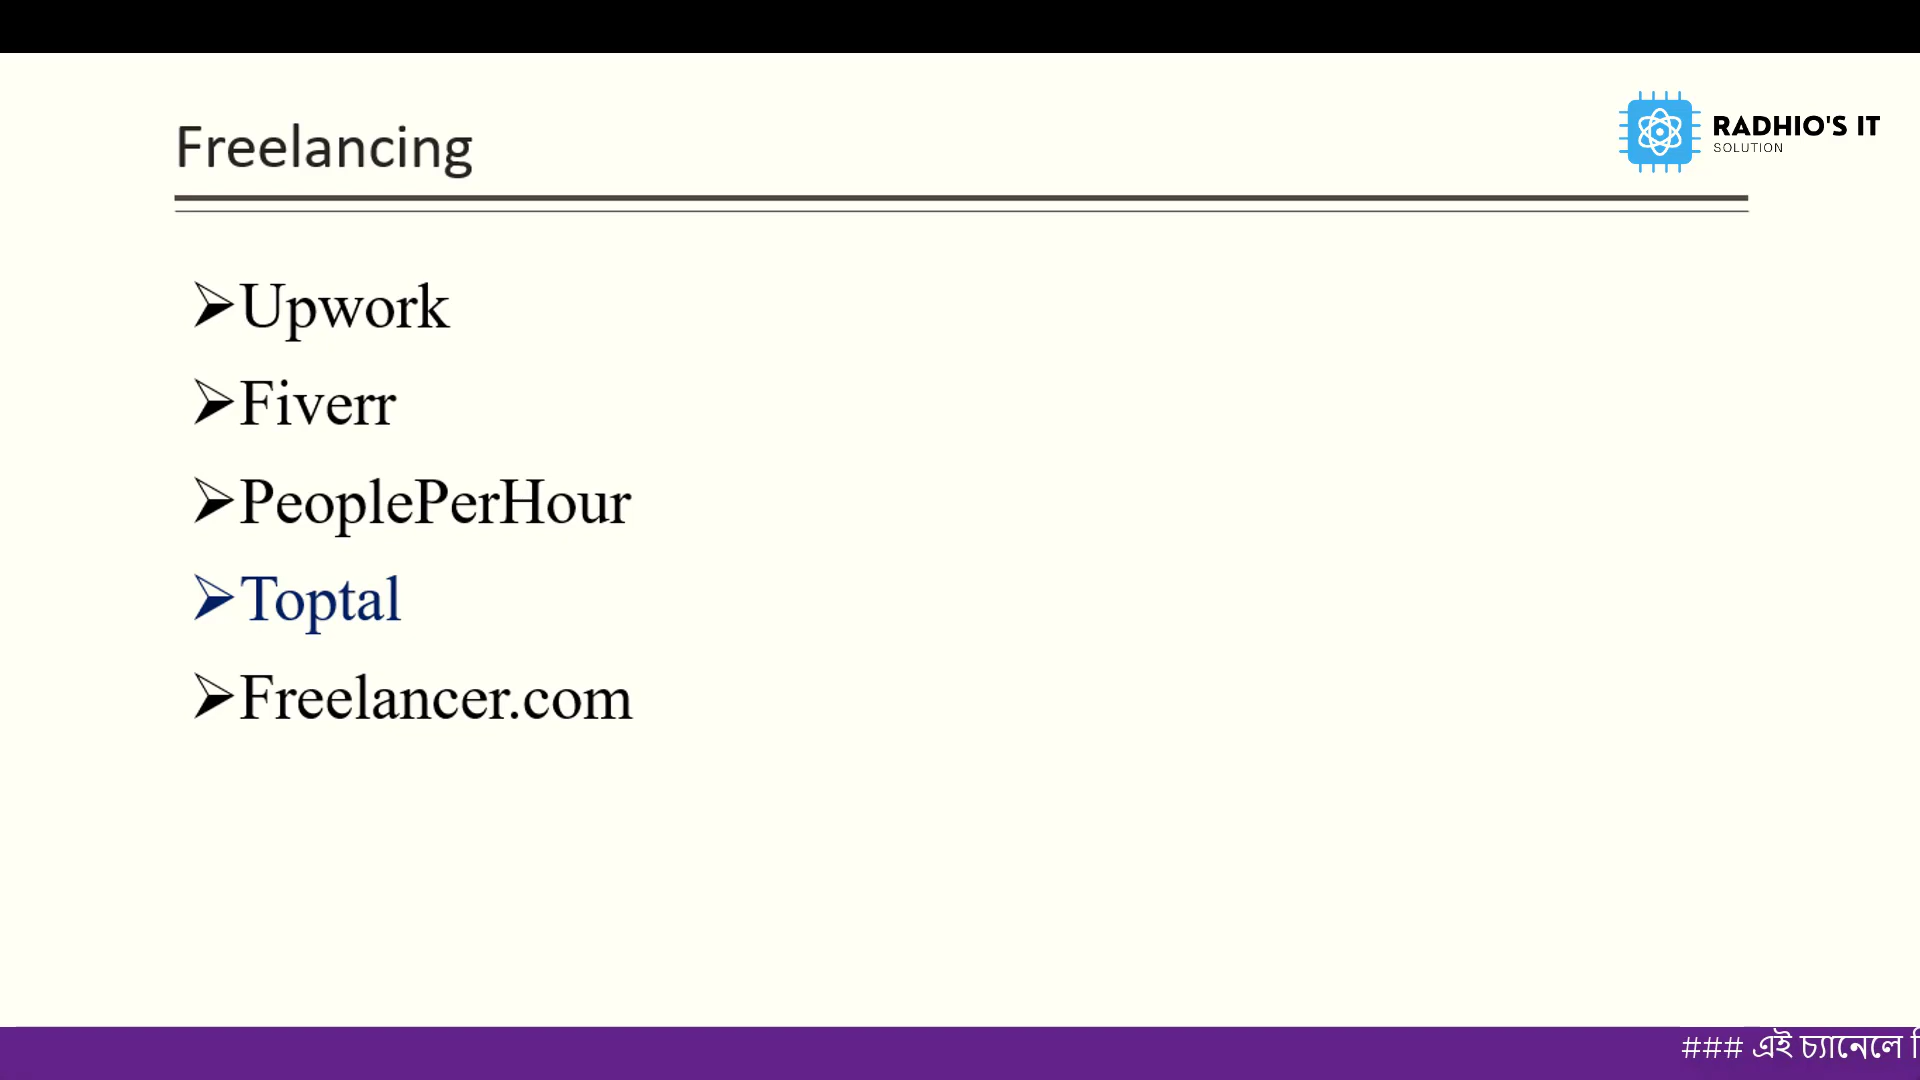 Freelancing
RADHIO'S IT
SOLUTION
➢Upwork
➢Fiverr
➢PeoplePerHour
➢Toptal
➢Freelancer.com
### এই চ্যানেলে